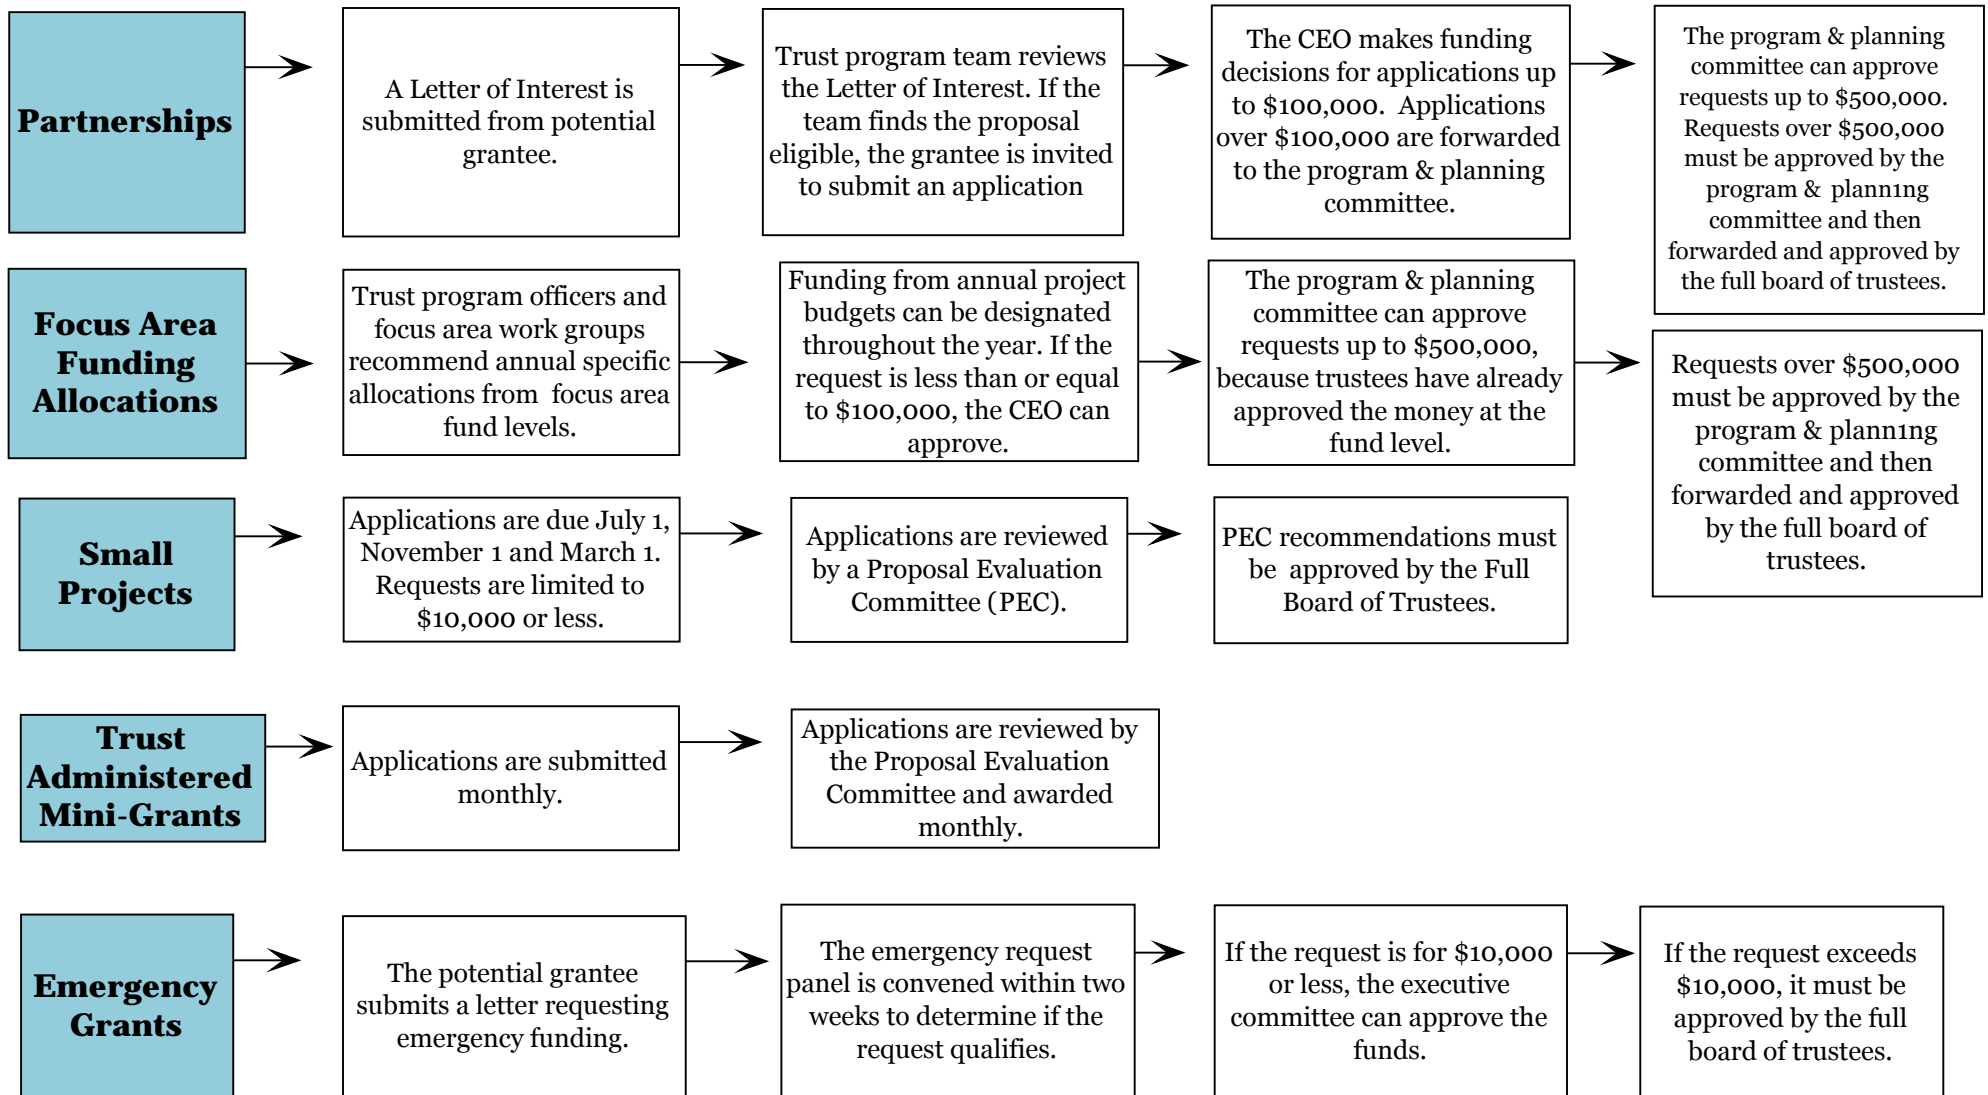 Partnerships
A Letter of Interest is
submitted from potential
grantee.
Trust program team reviews
the Letter of Interest. If the
team finds the proposal
eligible, the grantee is invited
to submit an application
The CEO makes funding
decisions for applications up
to $100,000. Applications
over $100,000 are forwarded
to the program & planning
committee.
The program & planning
committee can approve
requests up to $500,000.
Requests over $500,000
must be approved by the
program & plann1ng
committee and then
forwarded and approved by
the full board of trustees.
Focus Area
Funding
Allocations
Trust program officers and
focus area work groups
recommend annual specific
allocations from focus area
fund levels.
Funding from annual project
budgets can be designated
throughout the year. If the
request is less than or equal
to $100,000, the CEO can
approve.
The program & planning
committee can approve
requests up to $500,000,
because trustees have already
approved the money at the
fund level.
Requests over $500,000
must be approved by the
program & plann1ng
committee and then
forwarded and approved
by the full board of
trustees.
Small
Projects
Applications are due July 1,
November 1 and March 1.
Requests are limited to
$10,000 or less.
Applications are reviewed
by a Proposal Evaluation
Committee (PEC).
PEC recommendations must
be approved by the Full
Board of Trustees.
Trust
Administered
Mini-Grants
Applications are submitted
monthly.
Applications are reviewed by
the Proposal Evaluation
Committee and awarded
monthly.
Emergency
Grants
The potential grantee
submits a letter requesting
emergency funding.
The emergency request
panel is convened within two
weeks to determine if the
request qualifies.
If the request is for $10,000
or less, the executive
committee can approve the
funds.
If the request exceeds
$10,000, it must be
approved by the full
board of trustees.